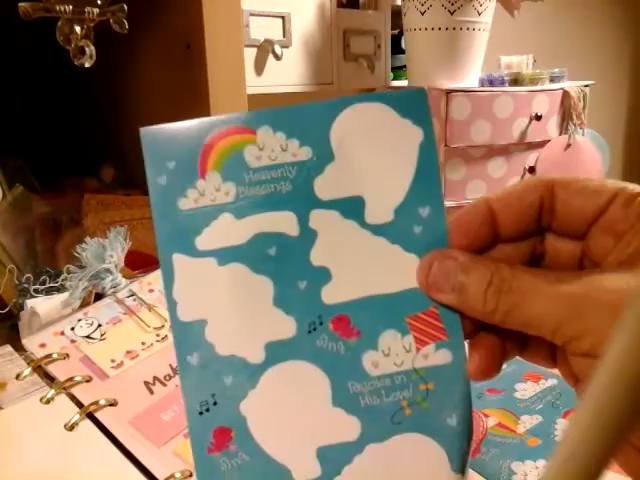 Heavenly
Blessings
Sing
Rejoice in
His Love!
Sing
Mak